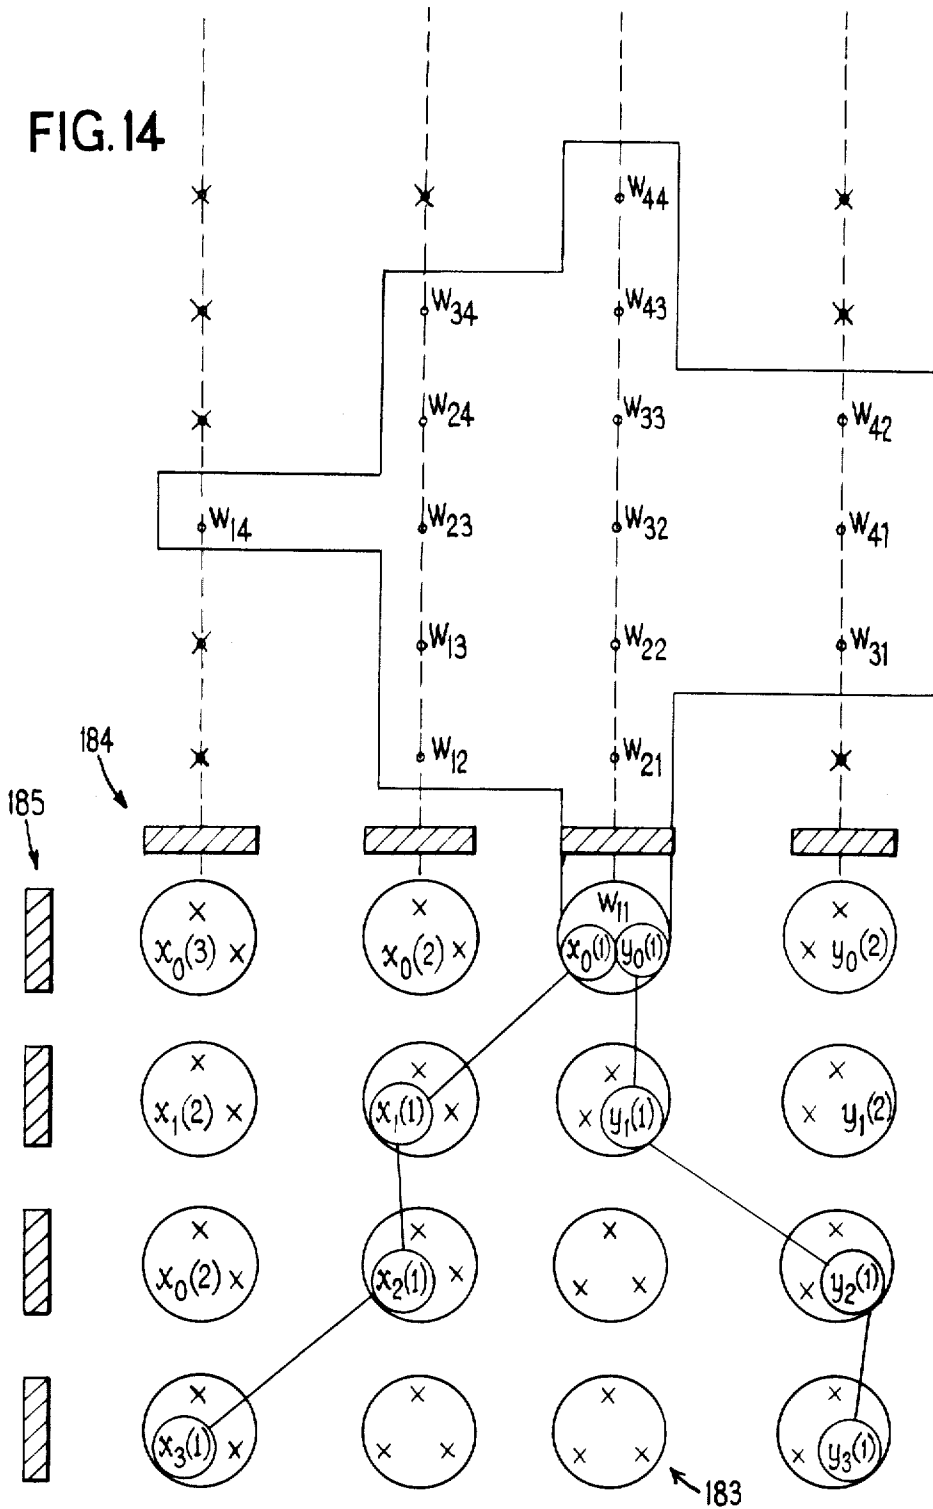 FIG. 14
W44
W34 W43
W24 W33 W42
W14 W23 W32 W41
W13 W22 W31
184 W12 W21
185
W11
x0(3) x0(2) x0(1) y0(1) y0(2)
x1(2) x1(1) y1(1) y1(2)
x0(2) x2(1) y2(1)
x3(1) y3(1)
183